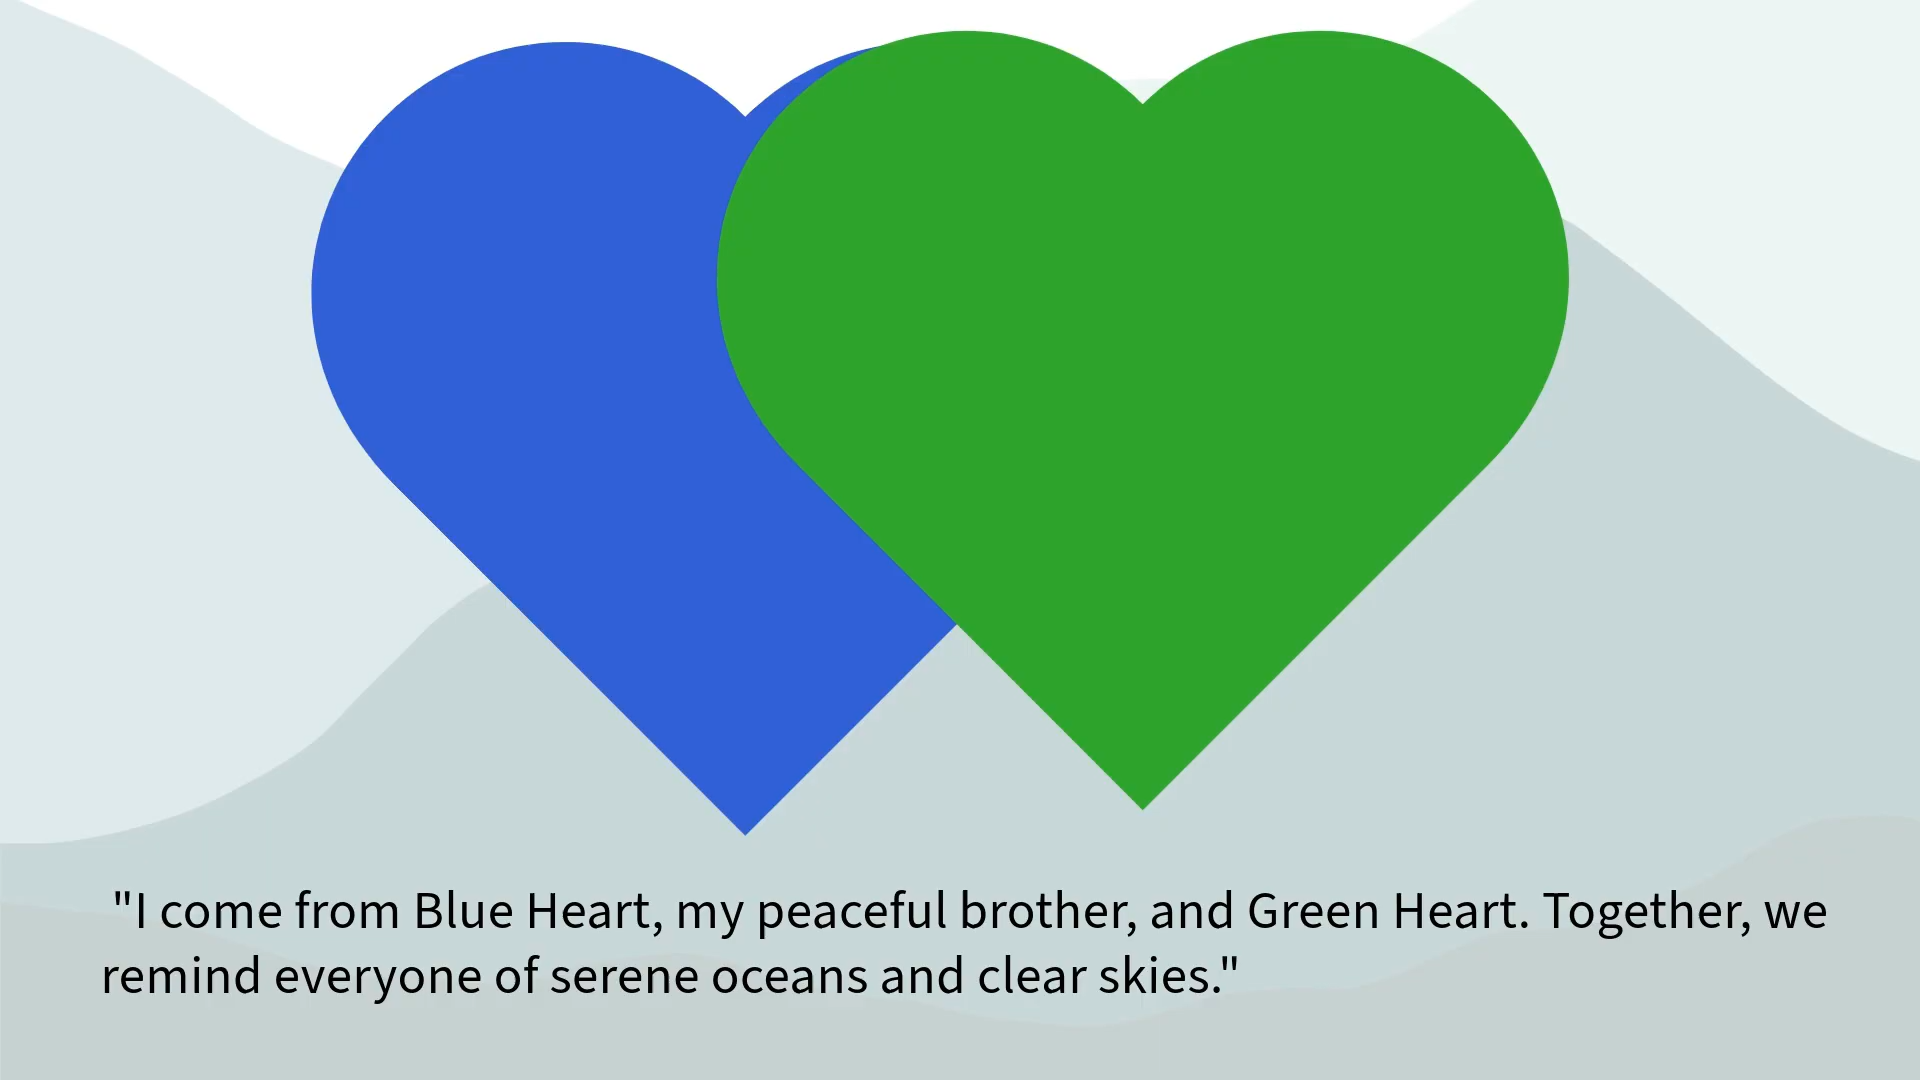 "I come from Blue Heart, my peaceful brother, and Green Heart. Together, we
remind everyone of serene oceans and clear skies."